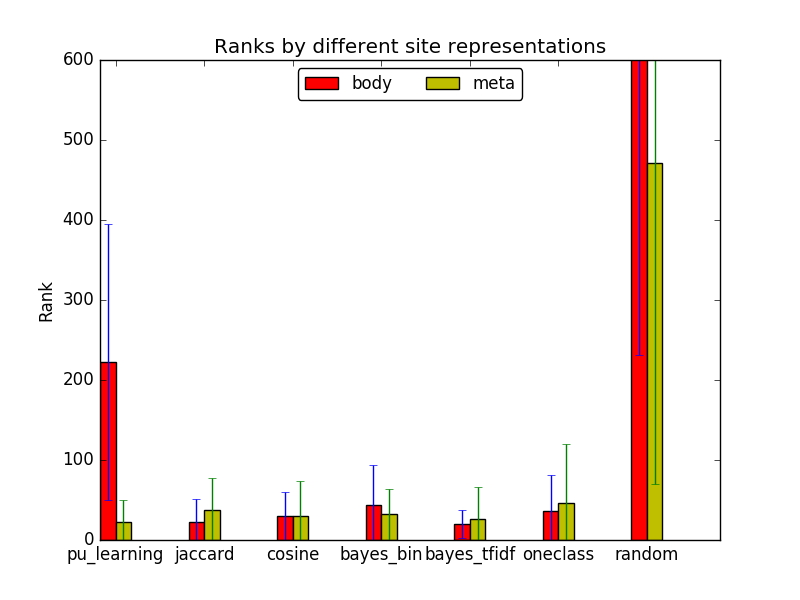 Ranks by different site representations
body meta
600
500
400
300
200
100
0
Rank
pu_learning jaccard cosine bayes_bin bayes_tfidf oneclass random